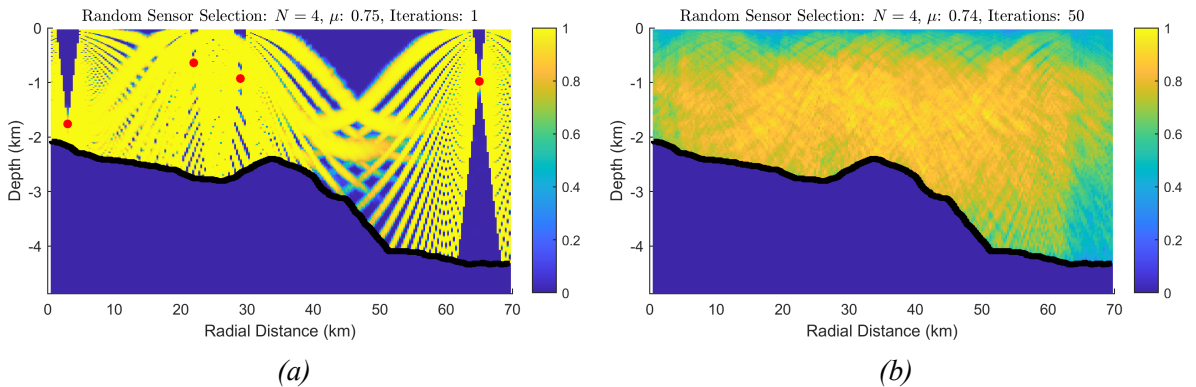 Random Sensor Selection: N = 4, μ: 0.75, Iterations: 1
0
-1
-2
-3
-4
Depth (km)
0 10 20 30 40 50 60 70
Radial Distance (km)
1
0.8
0.6
0.4
0.2
0
(a)
Random Sensor Selection: N = 4, μ: 0.74, Iterations: 50
0
-1
-2
-3
-4
Depth (km)
0 10 20 30 40 50 60 70
Radial Distance (km)
1
0.8
0.6
0.4
0.2
0
(b)